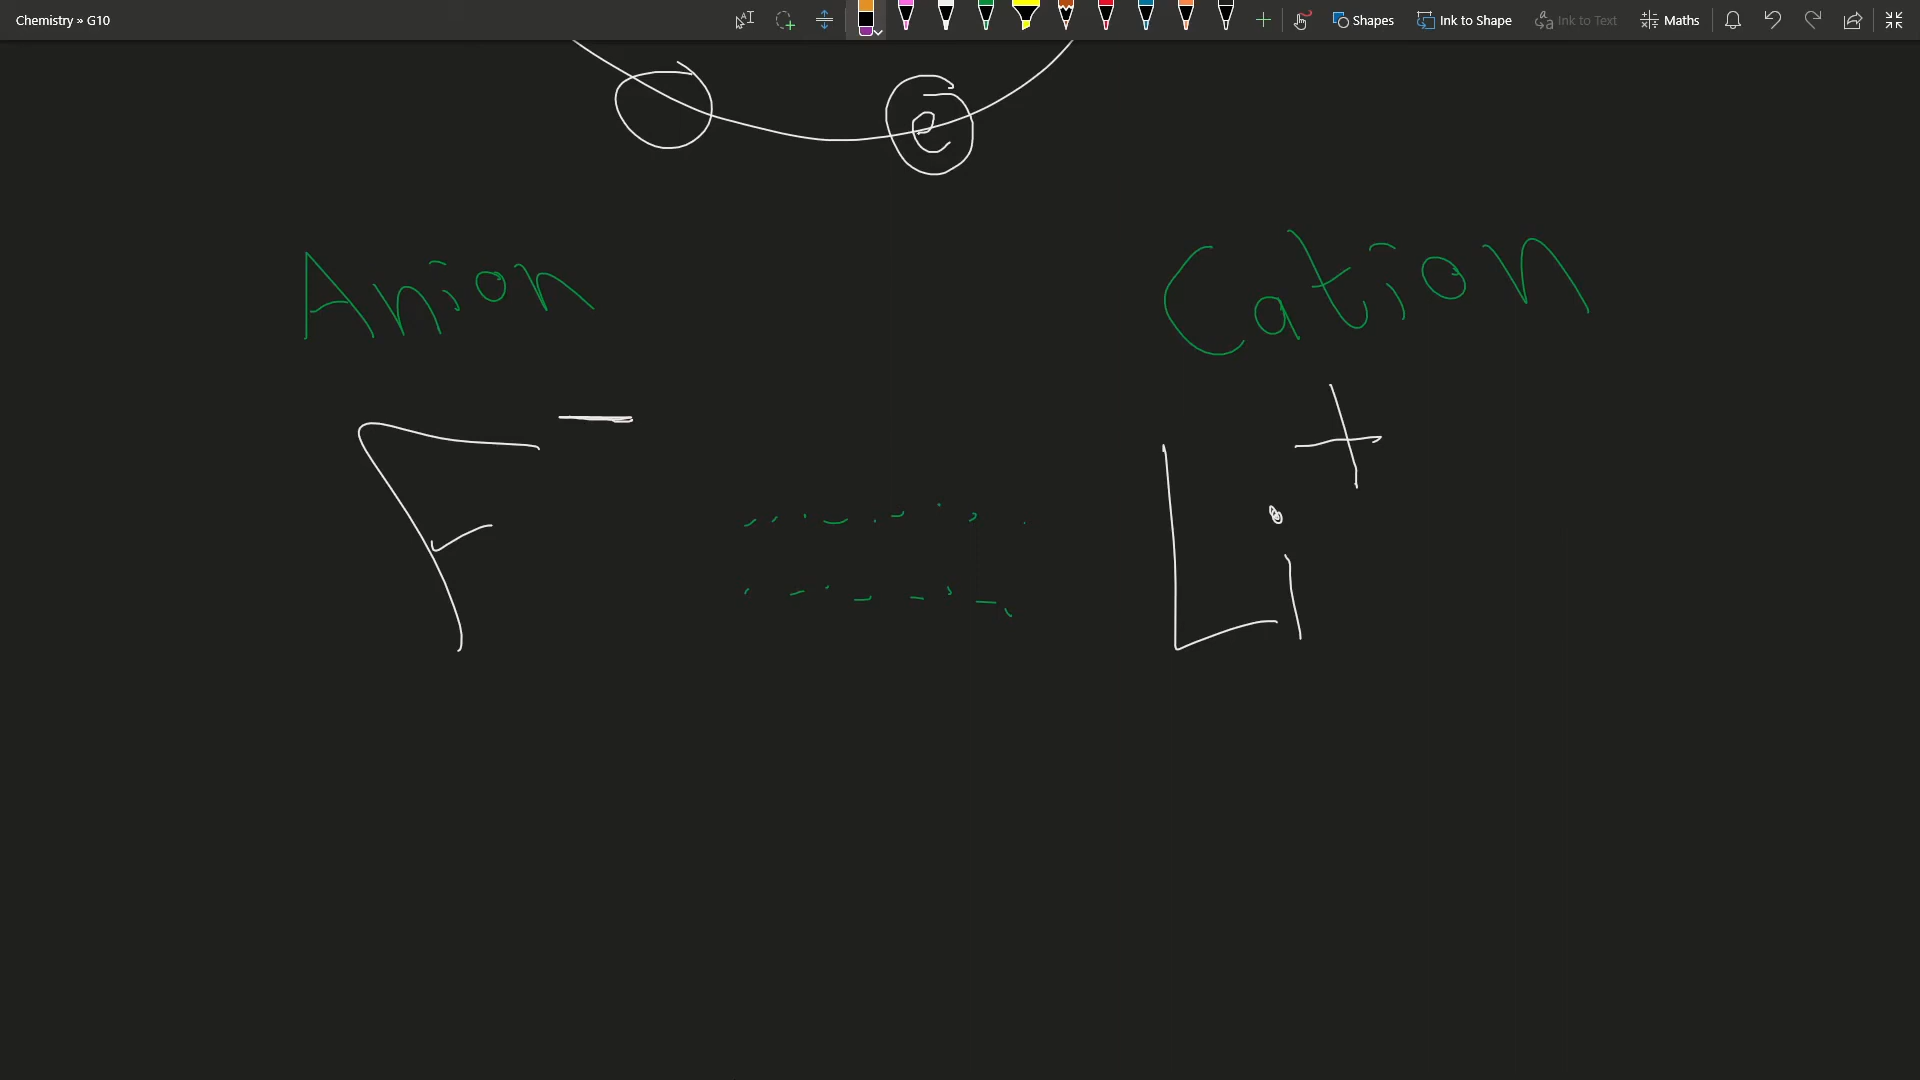 Chemistry » G10
Shapes Ink to Shape Ink to Text Maths
e⁻
Anion Cation
F⁻ Li⁺